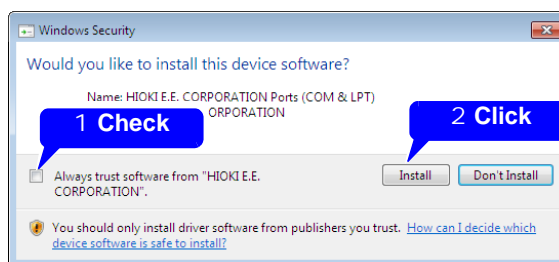 Windows Security
Would you like to install this device software?
Name: HIOKI E.E. CORPORATION Ports (COM & LPT)
ORPORATION
1 Check
2 Click
Always trust software from "HIOKI E.E.
CORPORATION".
Install
Don't Install
You should only install driver software from publishers you trust. How can I decide which
device software is safe to install?